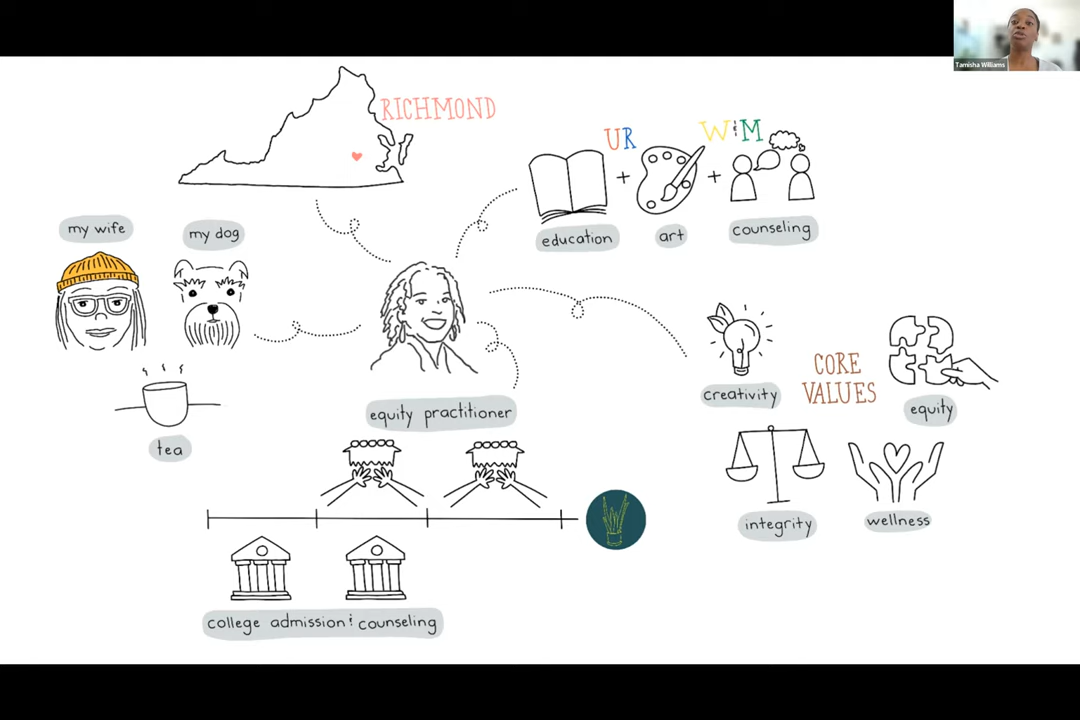 Tamisha Williams
RICHMOND
UR
W&M
education
+
art
+
counseling
my wife
my dog
tea
equity practitioner
creativity
CORE
VALUES
equity
integrity
wellness
college admission & counseling